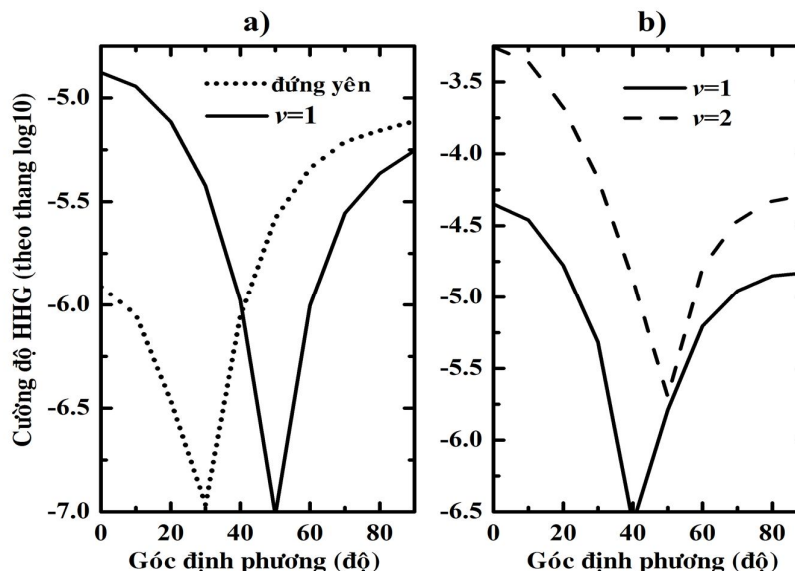 a)
b)
Cường độ HHG (theo thang log10)
-5.0
-5.5
-6.0
-6.5
-7.0
đứng yên
v=1
0
20
40
60
80
Góc định phương (độ)
-3.5
-4.0
-4.5
-5.0
-5.5
-6.0
-6.5
v=1
v=2
0
20
40
60
80
Góc định phương (độ)